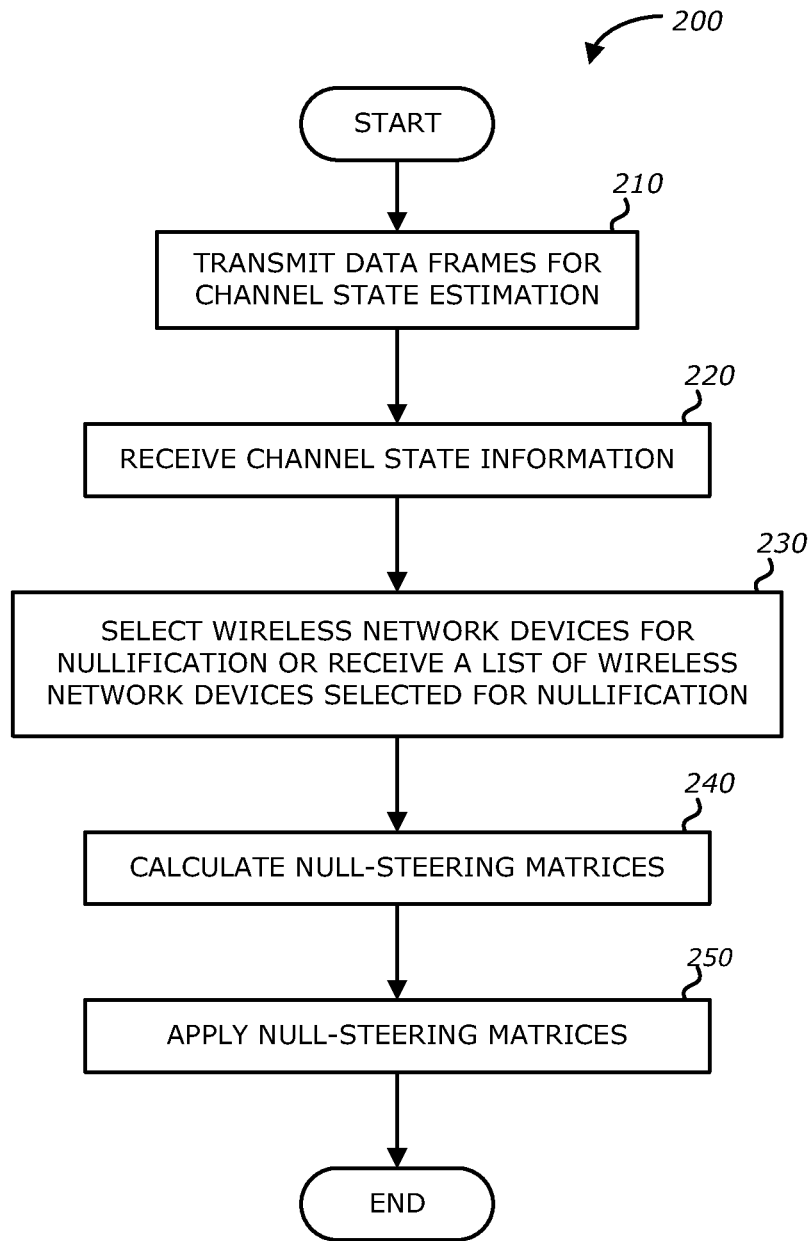 200
START
210
TRANSMIT DATA FRAMES FOR
CHANNEL STATE ESTIMATION
220
RECEIVE CHANNEL STATE INFORMATION
230
SELECT WIRELESS NETWORK DEVICES FOR
NULLIFICATION OR RECEIVE A LIST OF WIRELESS
NETWORK DEVICES SELECTED FOR NULLIFICATION
240
CALCULATE NULL-STEERING MATRICES
250
APPLY NULL-STEERING MATRICES
END